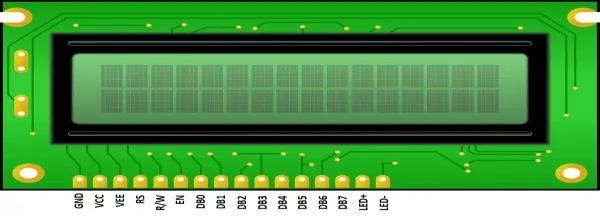 GND VCC VEE RS R/W EN DB0 DB1 DB2 DB3 DB4 DB5 DB6 DB7 LED+ LED-